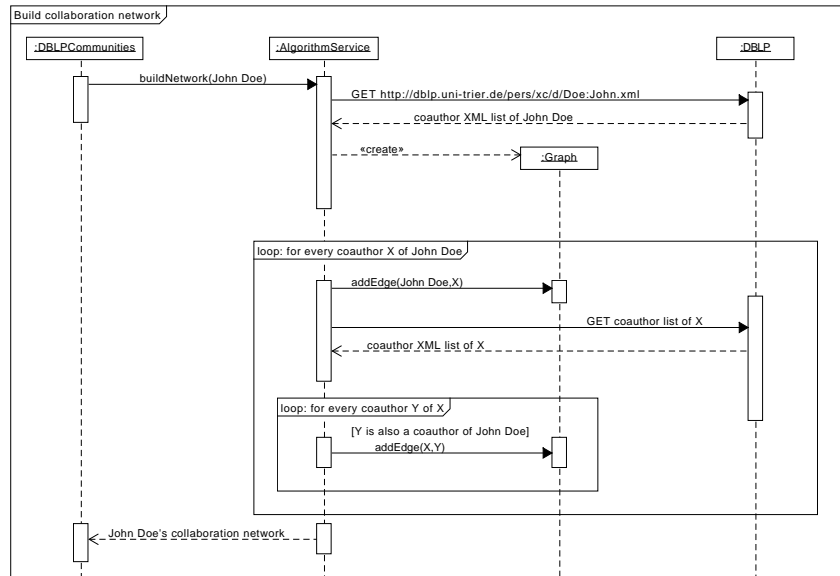 Build collaboration network
:DBLPCommunities
:AlgorithmService
:DBLP
buildNetwork(John Doe)
GET http://dblp.uni-trier.de/pers/xc/d/Doe:John.xml
coauthor XML list of John Doe
«create»
:Graph
loop: for every coauthor X of John Doe
addEdge(John Doe,X)
GET coauthor list of X
coauthor XML list of X
loop: for every coauthor Y of X
[Y is also a coauthor of John Doe]
addEdge(X,Y)
John Doe's collaboration network